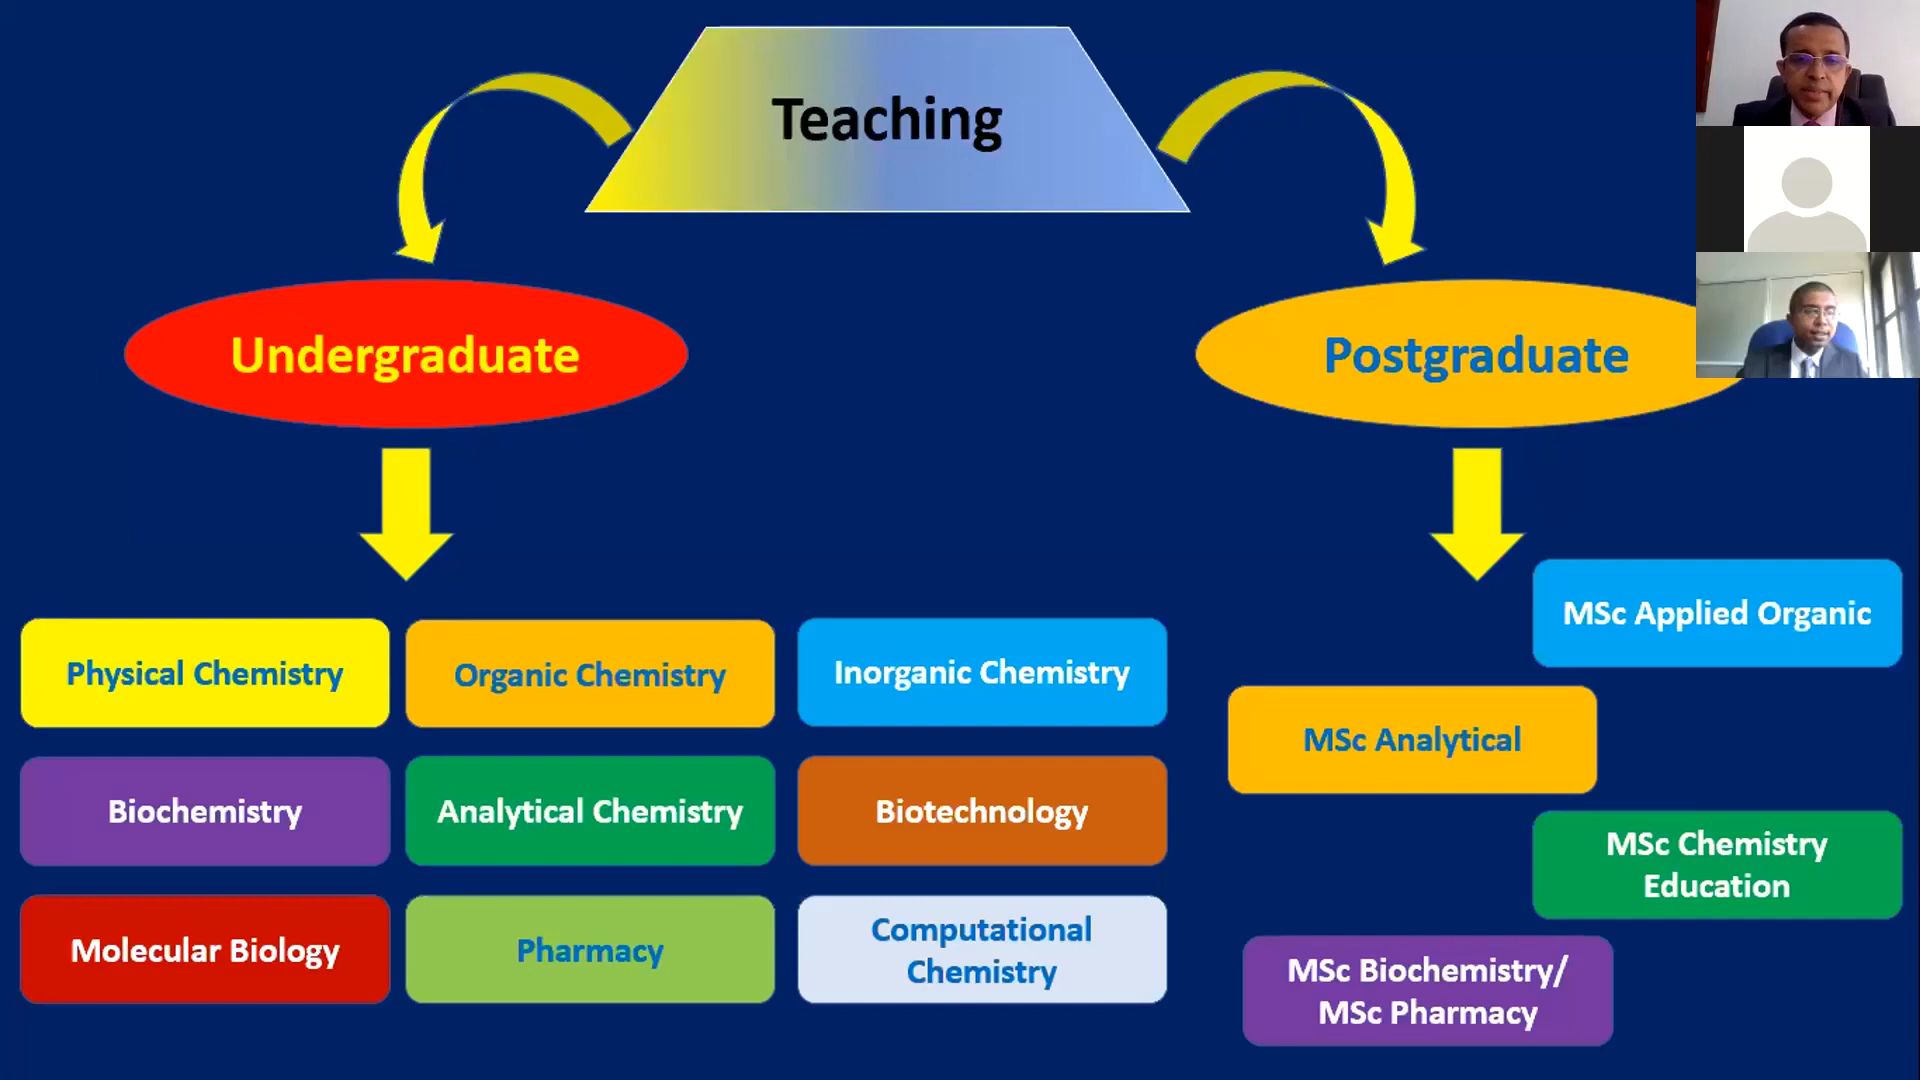 Teaching
Undergraduate
Postgraduate
Physical Chemistry
Organic Chemistry
Inorganic Chemistry
Biochemistry
Analytical Chemistry
Biotechnology
Molecular Biology
Pharmacy
Computational
Chemistry
MSc Applied Organic
MSc Analytical
MSc Chemistry
Education
MSc Biochemistry/
MSc Pharmacy